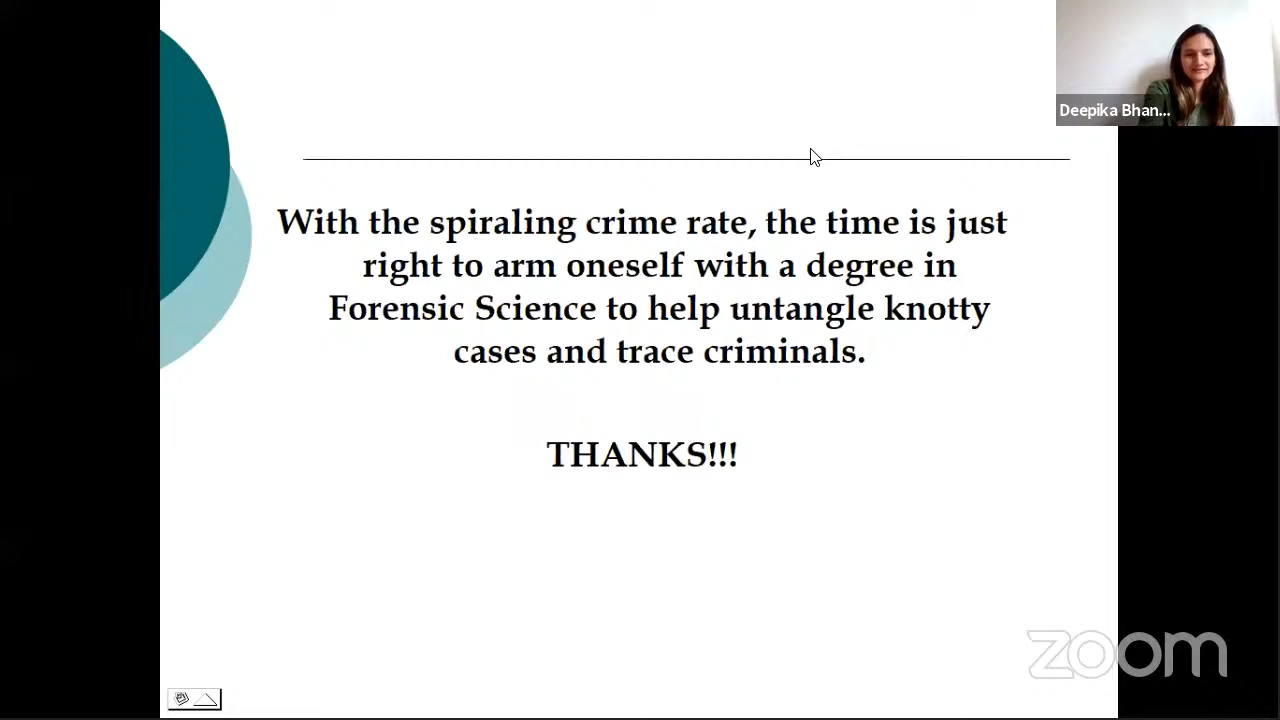 Deepika Bhan...
With the spiraling crime rate, the time is just
right to arm oneself with a degree in
Forensic Science to help untangle knotty
cases and trace criminals.
THANKS!!!
zoom